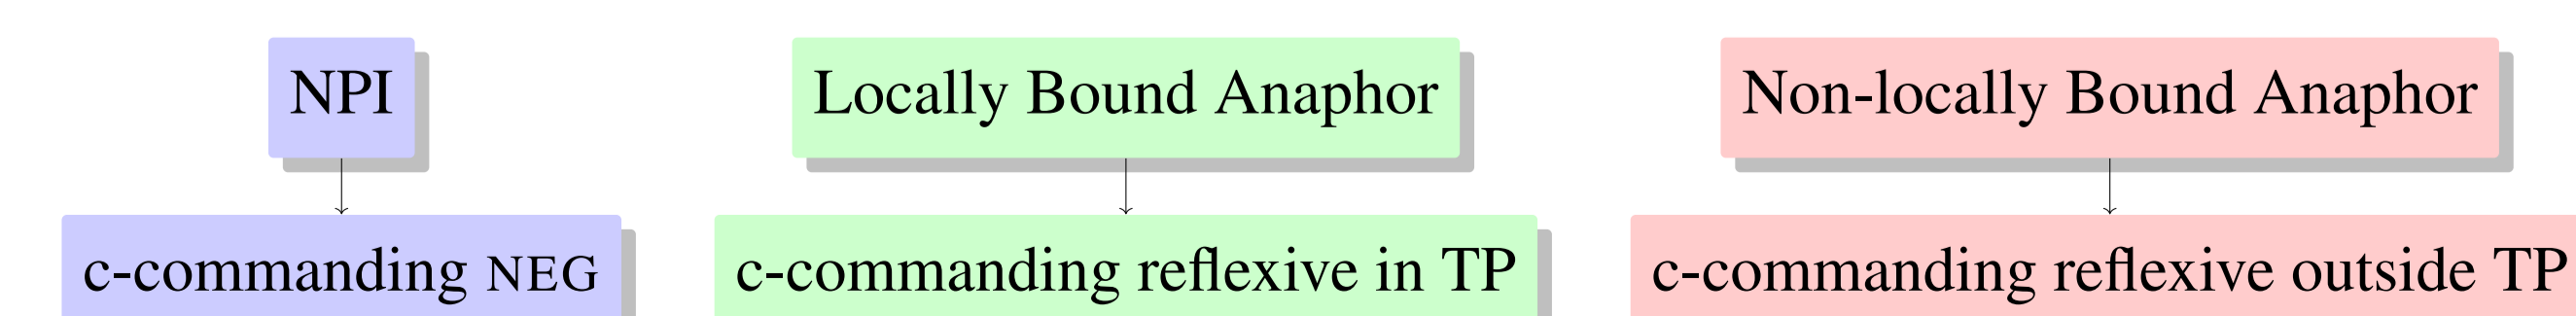 NPI
Locally Bound Anaphor
Non-locally Bound Anaphor
c-commanding NEG
c-commanding reflexive in TP
c-commanding reflexive outside TP